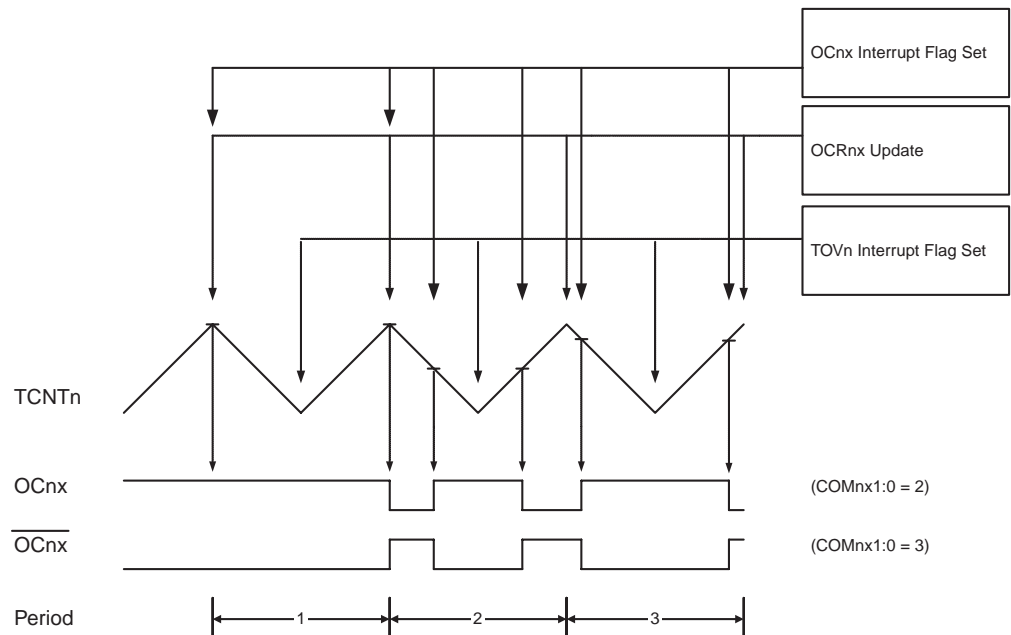 OCnx Interrupt Flag Set
OCRnx Update
TOVn Interrupt Flag Set
TCNTn
OCnx
(COMnx1:0 = 2)
OCnx
(COMnx1:0 = 3)
Period
1
2
3